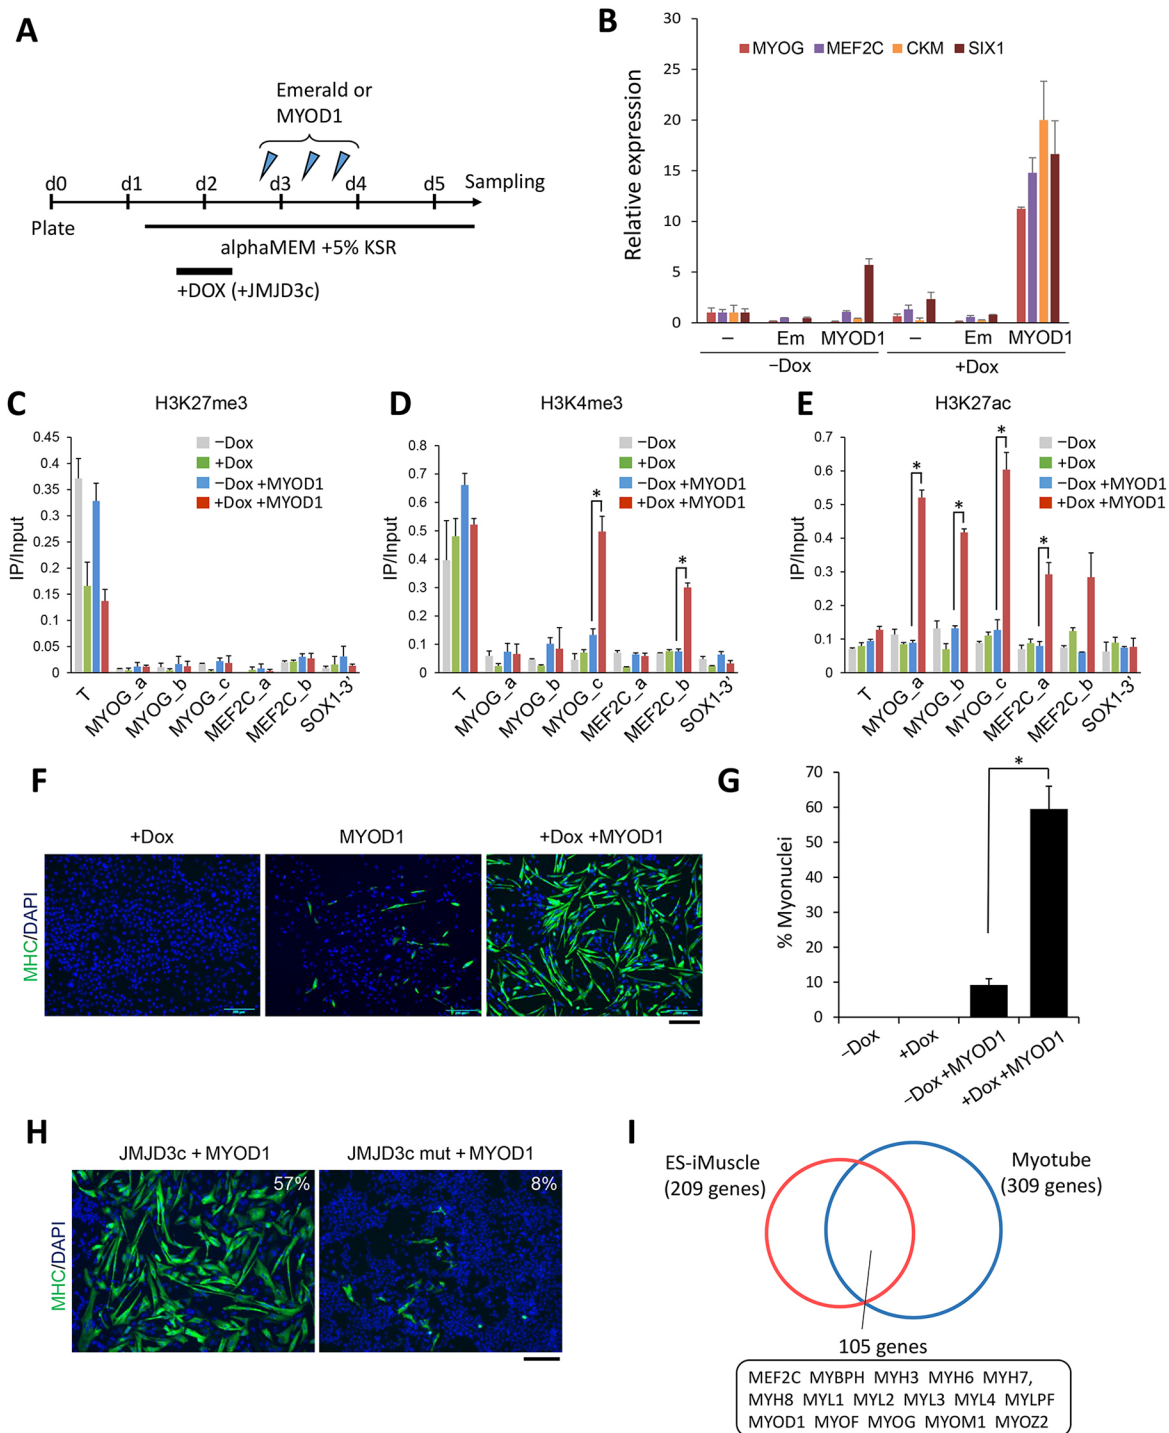 A
Emerald or
MYOD1
d0 d1 d2 d3 d4 d5 Sampling
Plate
alphaMEM +5% KSR
+DOX (+JMJD3c)
B
Relative expression
30
25
20
15
10
5
0
MYOG MEF2C CKM SIX1
– Em MYOD1 – Em MYOD1
–Dox +Dox
C
H3K27me3
IP/Input
0.45
0.4
0.35
0.3
0.25
0.2
0.15
0.1
0.05
0
–Dox
+Dox
–Dox +MYOD1
+Dox +MYOD1
T MYOG_a MYOG_b MYOG_c MEF2C_a MEF2C_b SOX1-3'
D
H3K4me3
IP/Input
0.8
0.7
0.6
0.5
0.4
0.3
0.2
0.1
0
–Dox
+Dox
–Dox +MYOD1
+Dox +MYOD1
* *
T MYOG_a MYOG_b MYOG_c MEF2C_a MEF2C_b SOX1-3'
E
H3K27ac
IP/Input
0.7
0.6
0.5
0.4
0.3
0.2
0.1
0
–Dox
+Dox
–Dox +MYOD1
+Dox +MYOD1
* * * *
T MYOG_a MYOG_b MYOG_c MEF2C_a MEF2C_b SOX1-3'
F
+Dox MYOD1 +Dox +MYOD1
MHC/DAPI
G
% Myonuclei
70
60
50
40
30
20
10
0
*
–Dox +Dox –Dox +MYOD1 +Dox +MYOD1
H
JMJD3c + MYOD1 JMJD3c mut + MYOD1
57% 8%
MHC/DAPI
I
ES-iMuscle
(209 genes)
Myotube
(309 genes)
105 genes
MEF2C MYBPH MYH3 MYH6 MYH7,
MYH8 MYL1 MYL2 MYL3 MYL4 MYLPF
MYOD1 MYOF MYOG MYOM1 MYOZ2